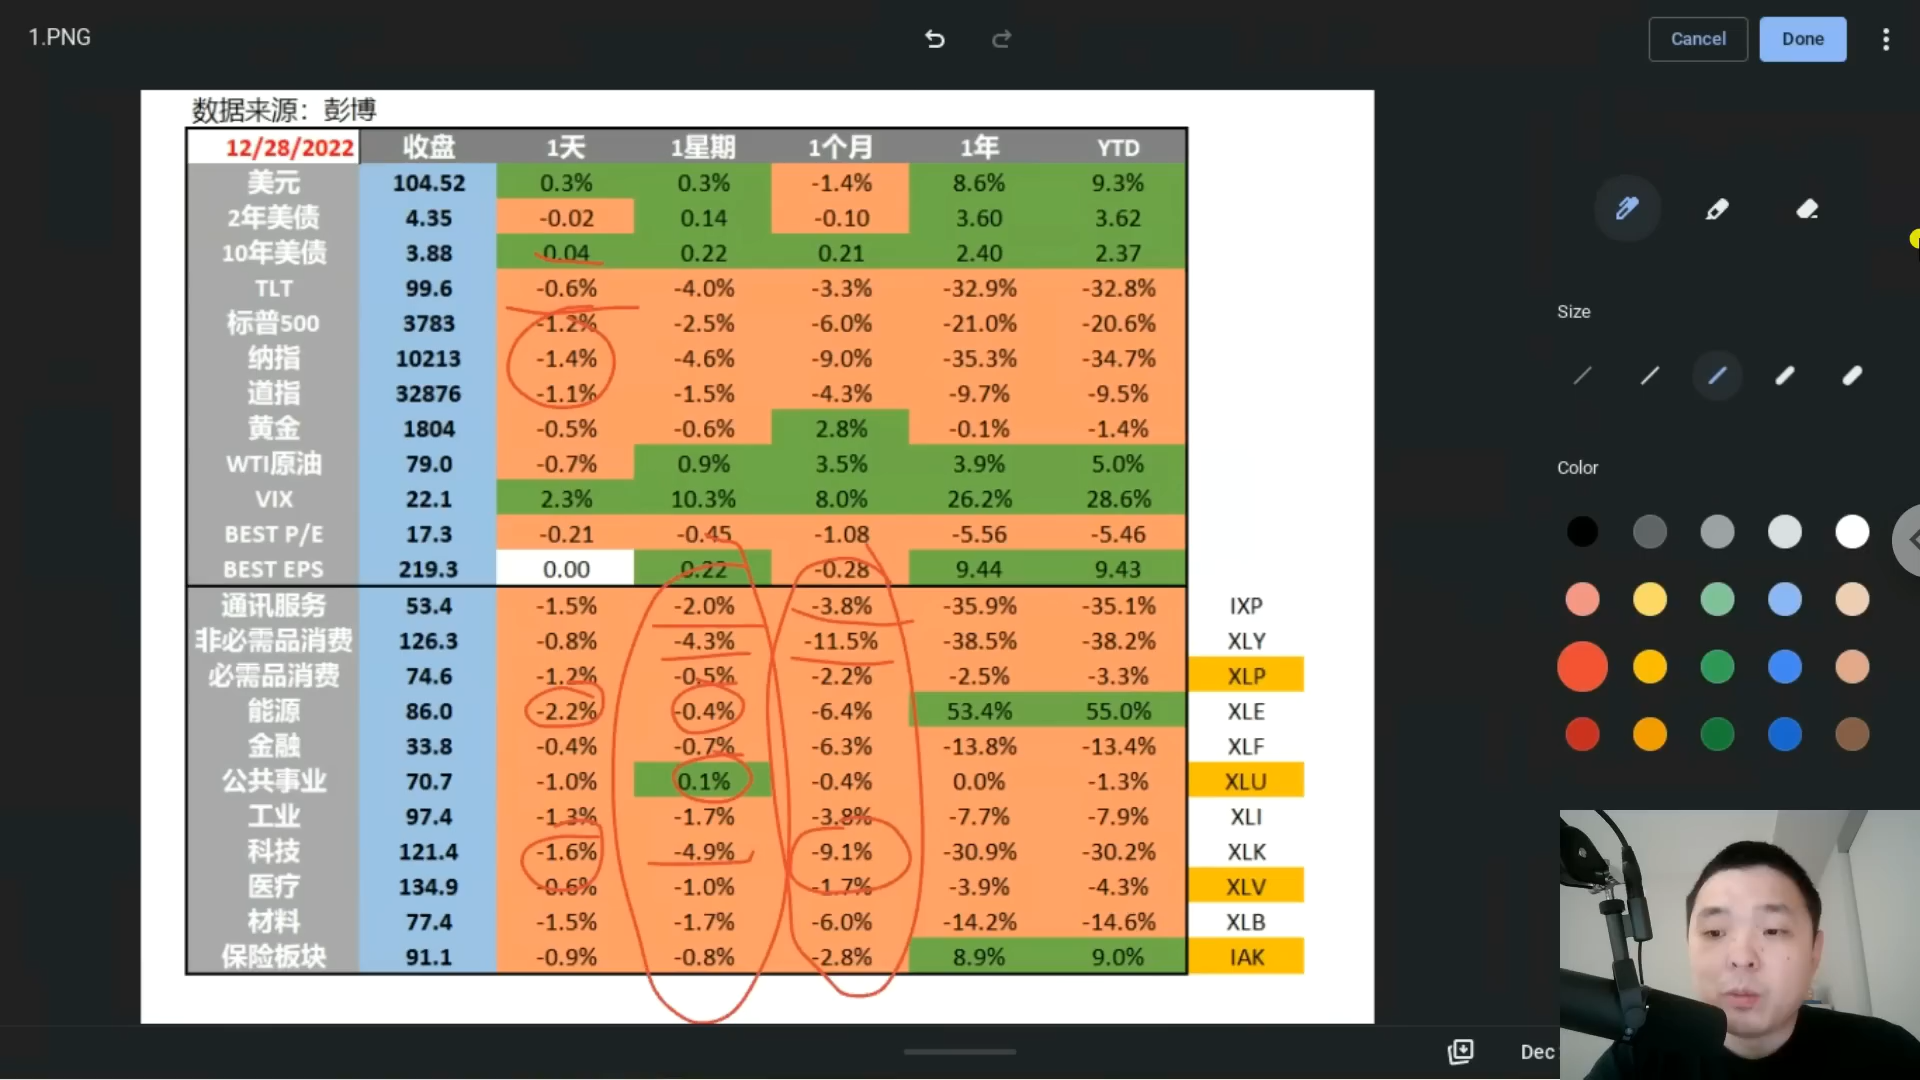 1.PNG
Cancel
Done
数据来源：彭博
12/28/2022 收盘 1天 1星期 1个月 1年 YTD
美元 104.52 0.3% 0.3% -1.4% 8.6% 9.3%
2年美债 4.35 -0.02 0.14 -0.10 3.60 3.62
10年美债 3.88 0.04 0.22 0.21 2.40 2.37
TLT 99.6 -0.6% -4.0% -3.3% -32.9% -32.8%
标普500 3783 -1.2% -2.5% -6.0% -21.0% -20.6%
纳指 10213 -1.4% -4.6% -9.0% -35.3% -34.7%
道指 32876 -1.1% -1.5% -4.3% -9.7% -9.5%
黄金 1804 -0.5% -0.6% 2.8% -0.1% -1.4%
WTI原油 79.0 -0.7% 0.9% 3.5% 3.9% 5.0%
VIX 22.1 2.3% 10.3% 8.0% 26.2% 28.6%
BEST P/E 17.3 -0.21 -0.45 -1.08 -5.56 -5.46
BEST EPS 219.3 0.00 0.22 -0.28 9.44 9.43
通讯服务 53.4 -1.5% -2.0% -3.8% -35.9% -35.1% IXP
非必需品消费 126.3 -0.8% -4.3% -11.5% -38.5% -38.2% XLY
必需品消费 74.6 -1.2% -0.5% -2.2% -2.5% -3.3% XLP
能源 86.0 -2.2% -0.4% -6.4% 53.4% 55.0% XLE
金融 33.8 -0.4% -0.7% -6.3% -13.8% -13.4% XLF
公共事业 70.7 -1.0% 0.1% -0.4% 0.0% -1.3% XLU
工业 97.4 -1.3% -1.7% -3.8% -7.7% -7.9% XLI
科技 121.4 -1.6% -4.9% -9.1% -30.9% -30.2% XLK
医疗 134.9 -0.6% -1.0% -1.7% -3.9% -4.3% XLV
材料 77.4 -1.5% -1.7% -6.0% -14.2% -14.6% XLB
保险板块 91.1 -0.9% -0.8% -2.8% 8.9% 9.0% IAK
Size
Color
Dec